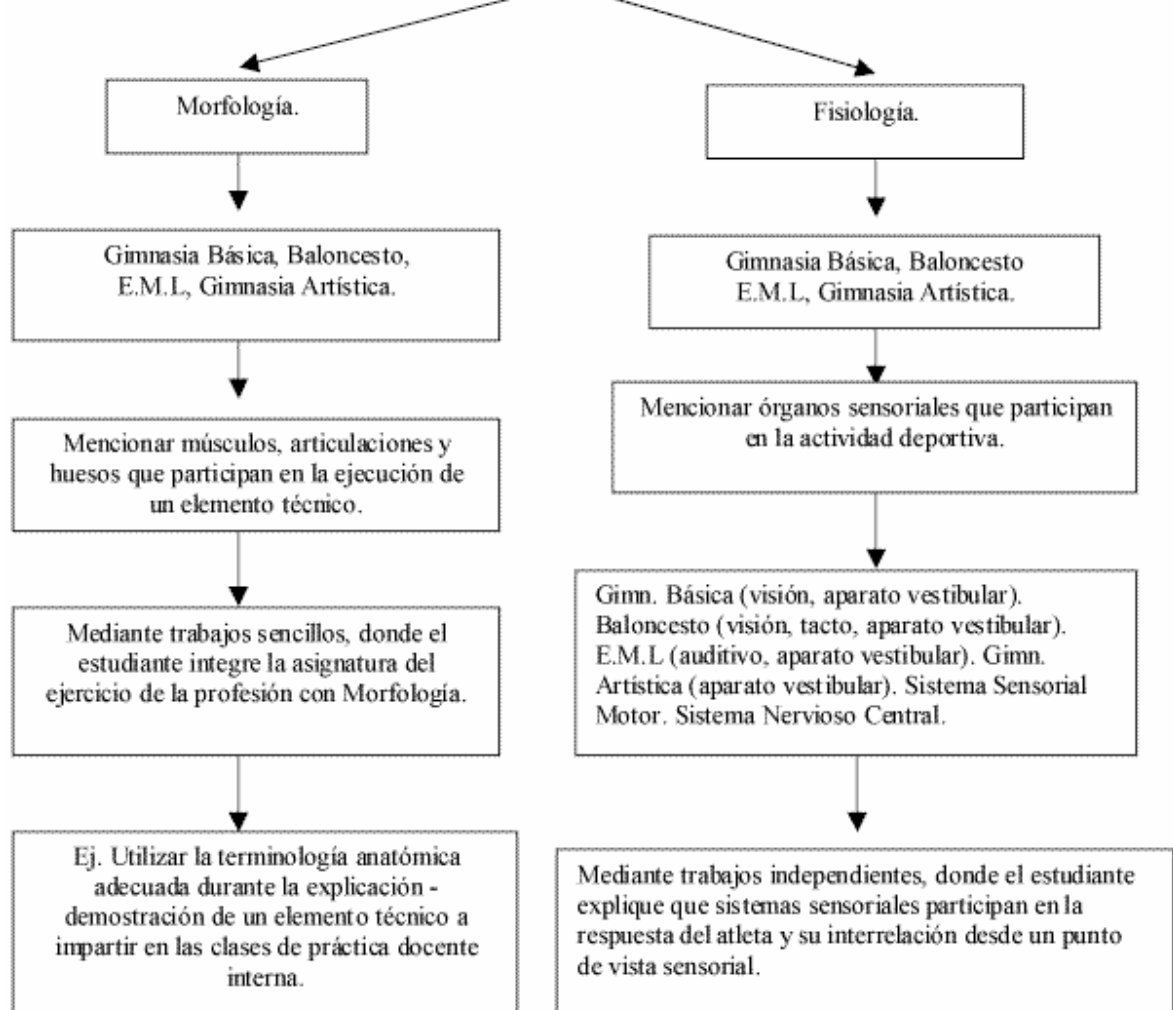 Morfología.
Gimnasia Básica, Baloncesto,
E.M.L, Gimnasia Artística.
Mencionar músculos, articulaciones y
huesos que participan en la ejecución de
un elemento técnico.
Mediante trabajos sencillos, donde el
estudiante integre la asignatura del
ejercicio de la profesión con Morfología.
Ej. Utilizar la terminología anatómica
adecuada durante la explicación -
demostración de un elemento técnico a
impartir en las clases de práctica docente
interna.
Fisiología.
Gimnasia Básica, Baloncesto
E.M.L, Gimnasia Artística.
Mencionar órganos sensoriales que participan
en la actividad deportiva.
Gimn. Básica (visión, aparato vestibular).
Baloncesto (visión, tacto, aparato vestibular).
E.M.L (auditivo, aparato vestibular). Gimn.
Artística (aparato vestibular). Sistema Sensorial
Motor. Sistema Nervioso Central.
Mediante trabajos independientes, donde el estudiante
explique que sistemas sensoriales participan en la
respuesta del atleta y su interrelación desde un punto
de vista sensorial.